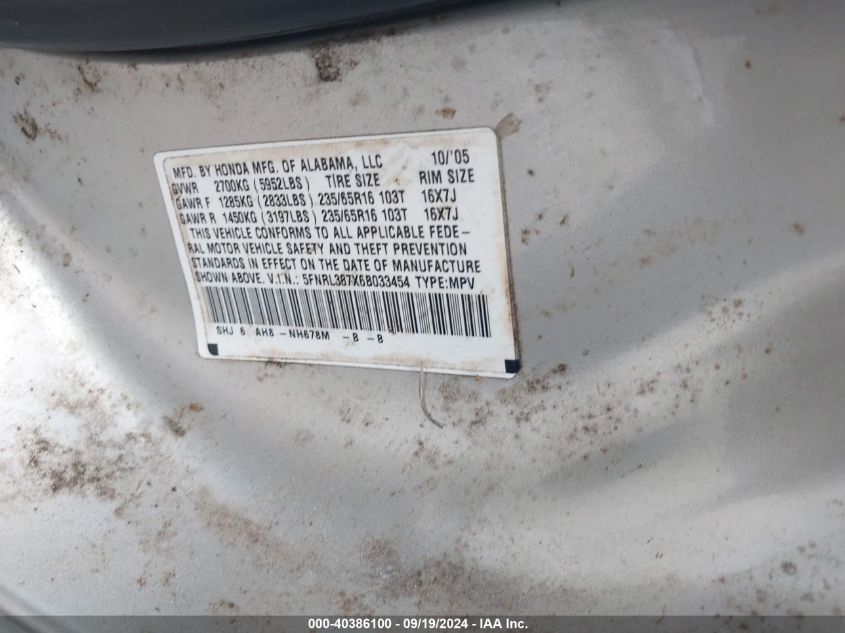 MFD. BY HONDA MFG. OF ALABAMA, LLC 10/'05
GVWR 2700KG (5952LBS) TIRE SIZE RIM SIZE
GAWR F 1285KG (2833LBS) 235/65R16 103T 16X7J
GAWR R 1450KG (3197LBS) 235/65R16 103T 16X7J
THIS VEHICLE CONFORMS TO ALL APPLICABLE FEDE-
RAL MOTOR VEHICLE SAFETY AND THEFT PREVENTION
STANDARDS IN EFFECT ON THE DATE OF MANUFACTURE
SHOWN ABOVE. V.I.N.: 5FNRL387X6B033454 TYPE:MPV
SHJ 6 AH8 -NH678M -B -B
000-40386100 - 09/19/2024 - IAAI Inc.